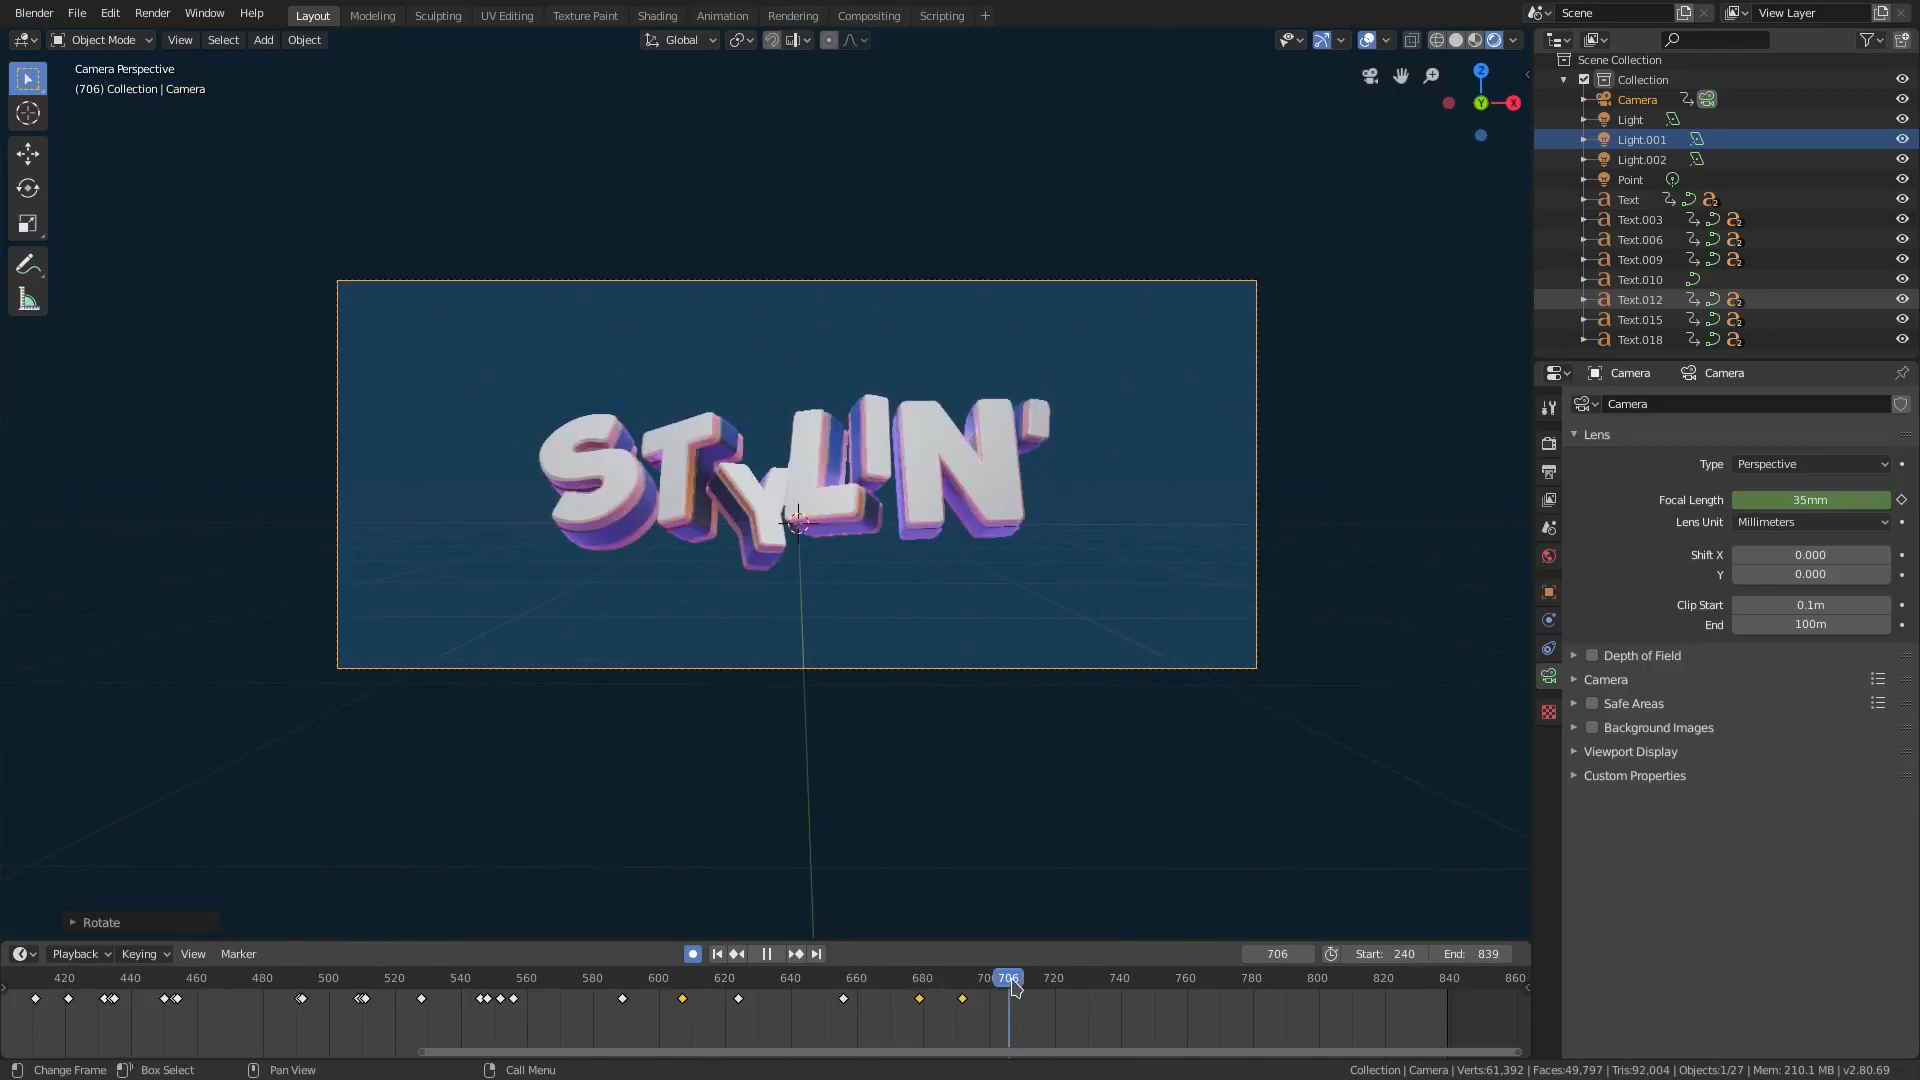 Blender File Edit Render Window Help Layout Modeling Sculpting UV Editing Texture Paint Shading Animation Rendering Compositing Scripting + Scene View Layer
Object Mode View Select Add Object Global
Camera Perspective
(706) Collection | Camera
Z
Y
X
STYLIN'
Rotate
Scene Collection
Collection
Camera
Light
Light.001
Light.002
Point
Text
Text.003
Text.006
Text.009
Text.010
Text.012
Text.015
Text.018
Camera Camera
Camera
Lens
Type Perspective
Focal Length 35mm
Lens Unit Millimeters
Shift X 0.000
Y 0.000
Clip Start 0.1m
End 100m
Depth of Field
Camera
Safe Areas
Background Images
Viewport Display
Custom Properties
Playback Keying View Marker 706 Start: 240 End: 839
420 440 460 480 500 520 540 560 580 600 620 640 660 680 706 720 740 760 780 800 820 840 860
Change Frame Box Select Pan View Call Menu Collection | Camera | Verts:61,392 | Faces:49,797 | Tris:92,004 | Objects:1/27 | Mem: 210.1 MB | v2.80.69